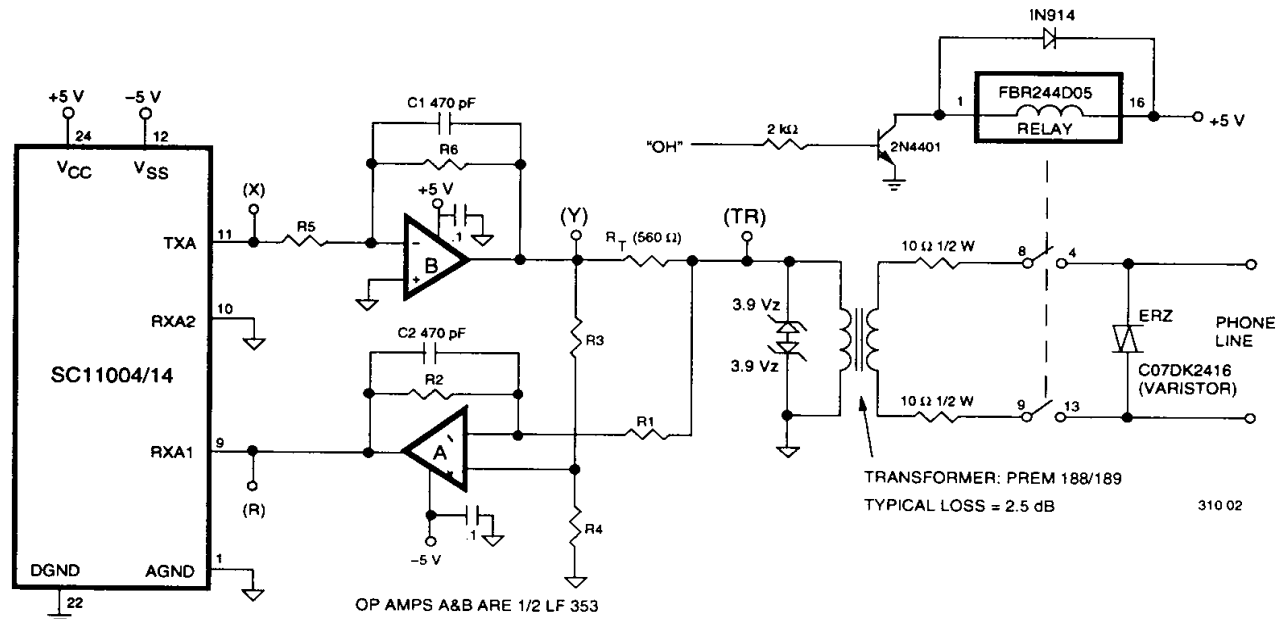 IN914
FBR244D05
1
16
RELAY
+5 V
"OH"
2 kΩ
2N4401
+5 V
-5 V
24
12
VCC
VSS
C1 470 pF
R6
+5 V
.1
(X)
TXA
11
R5
−
B
+
(Y)
RT (560 Ω)
(TR)
10 Ω 1/2 W
8
4
RXA2
10
3.9 Vz
3.9 Vz
R3
ERZ
C07DK2416
(VARISTOR)
PHONE
LINE
SC11004/14
C2 470 pF
R2
10 Ω 1/2 W
9
13
R1
A
RXA1
9
(R)
-5 V
.1
R4
TRANSFORMER: PREM 188/189
TYPICAL LOSS = 2.5 dB
310 02
DGND
AGND
1
22
OP AMPS A&B ARE 1/2 LF 353